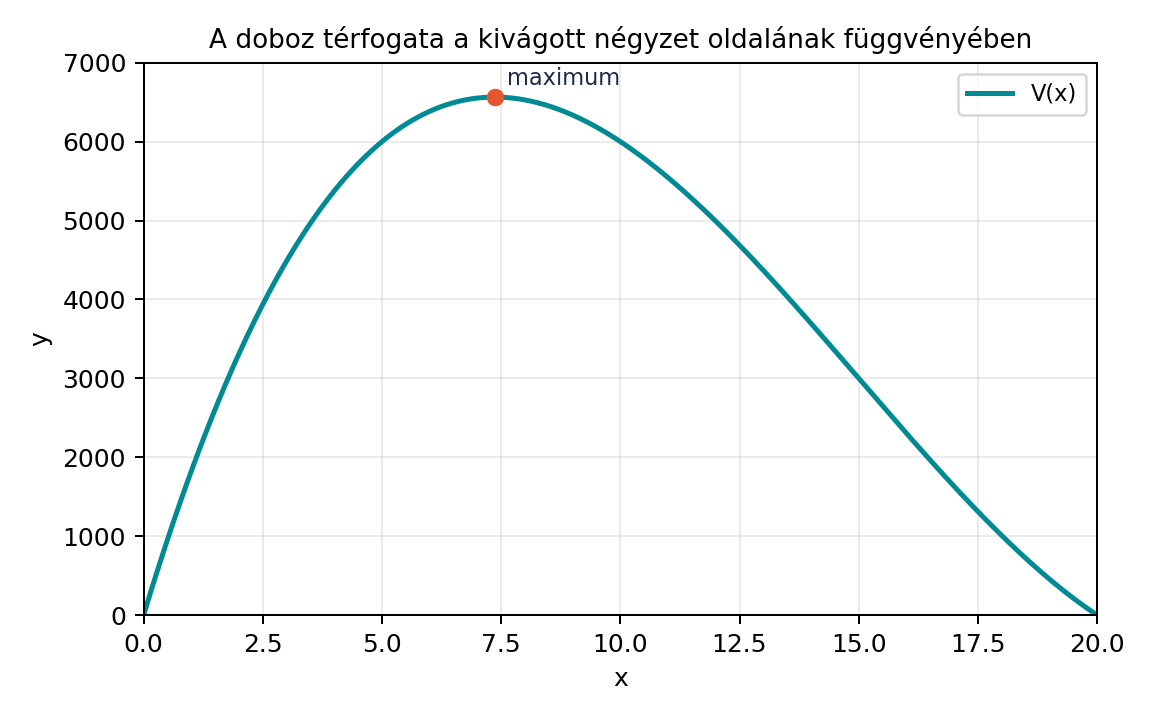 A doboz térfogata a kivágott négyzet oldalának függvényében
7000
maximum
V(x)
6000
5000
4000
y
3000
2000
1000
0
0.0 2.5 5.0 7.5 10.0 12.5 15.0 17.5 20.0
x